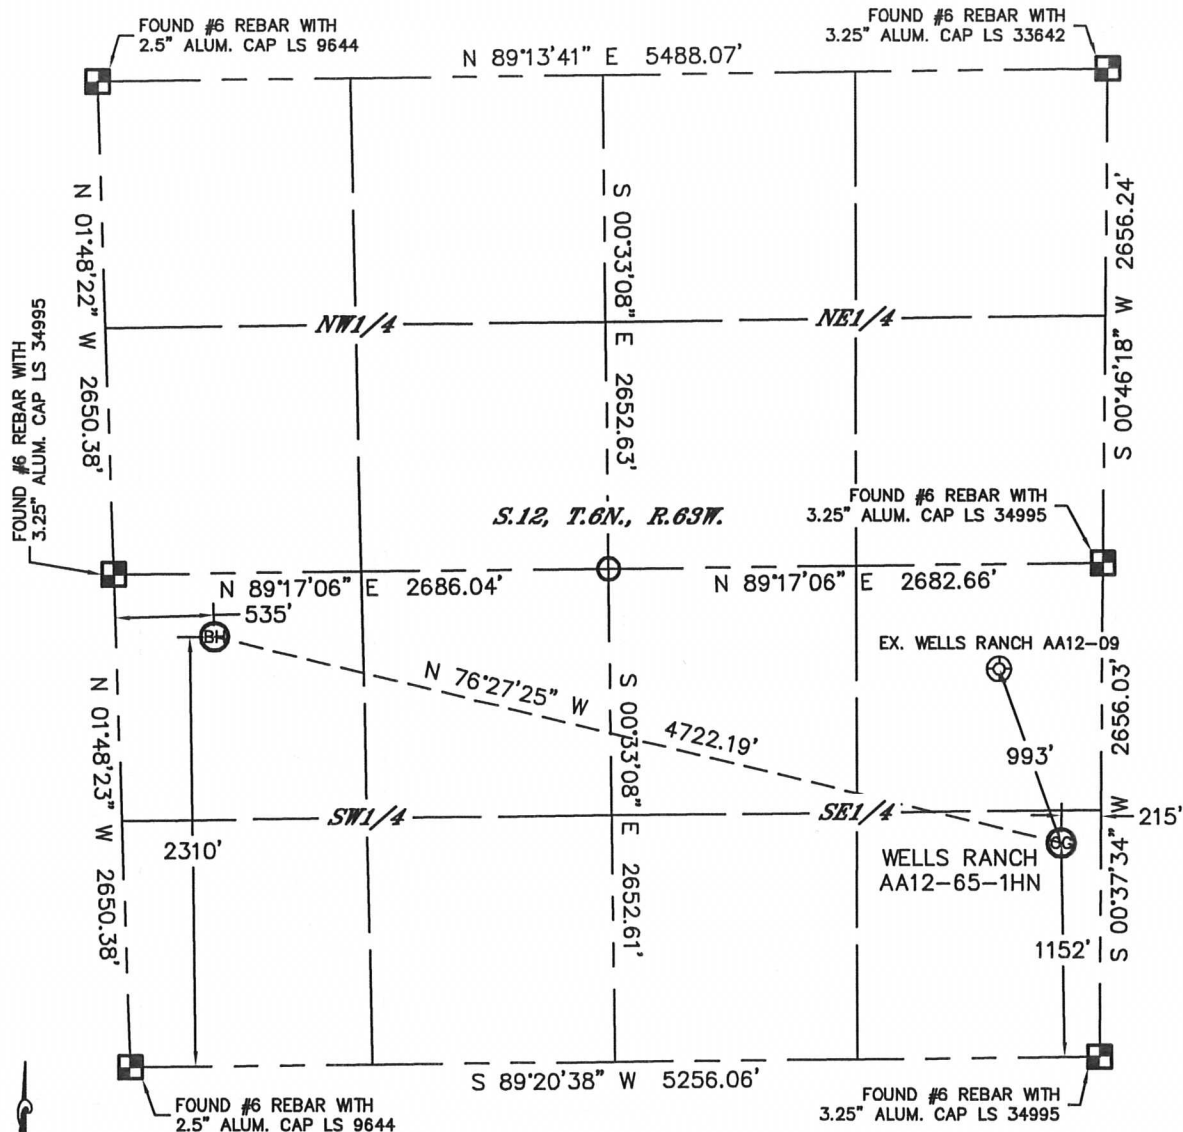 FOUND #6 REBAR WITH
2.5" ALUM. CAP LS 9644
FOUND #6 REBAR WITH
3.25" ALUM. CAP LS 33642
N 89°13'41" E 5488.07'
N 01°48'22" W 2650.38'
S 00°33'08" E 2652.63'
S 00°46'18" W 2656.24'
NW1/4
NE1/4
FOUND #6 REBAR WITH
3.25" ALUM. CAP LS 34995
S.12, T.6N., R.63W.
FOUND #6 REBAR WITH
3.25" ALUM. CAP LS 34995
N 89°17'06" E 2686.04'
N 89°17'06" E 2682.66'
535'
BH
EX. WELLS RANCH AA12-09
N 76°27'25" W 4722.19'
993'
N 01°48'23" W 2650.38'
S 00°33'08" E 2652.61'
S 00°37'34" W 2656.03'
SW1/4
SE1/4
215'
2310'
WELLS RANCH
AA12-65-1HN
1152'
S 89°20'38" W 5256.06'
FOUND #6 REBAR WITH
2.5" ALUM. CAP LS 9644
FOUND #6 REBAR WITH
3.25" ALUM. CAP LS 34995